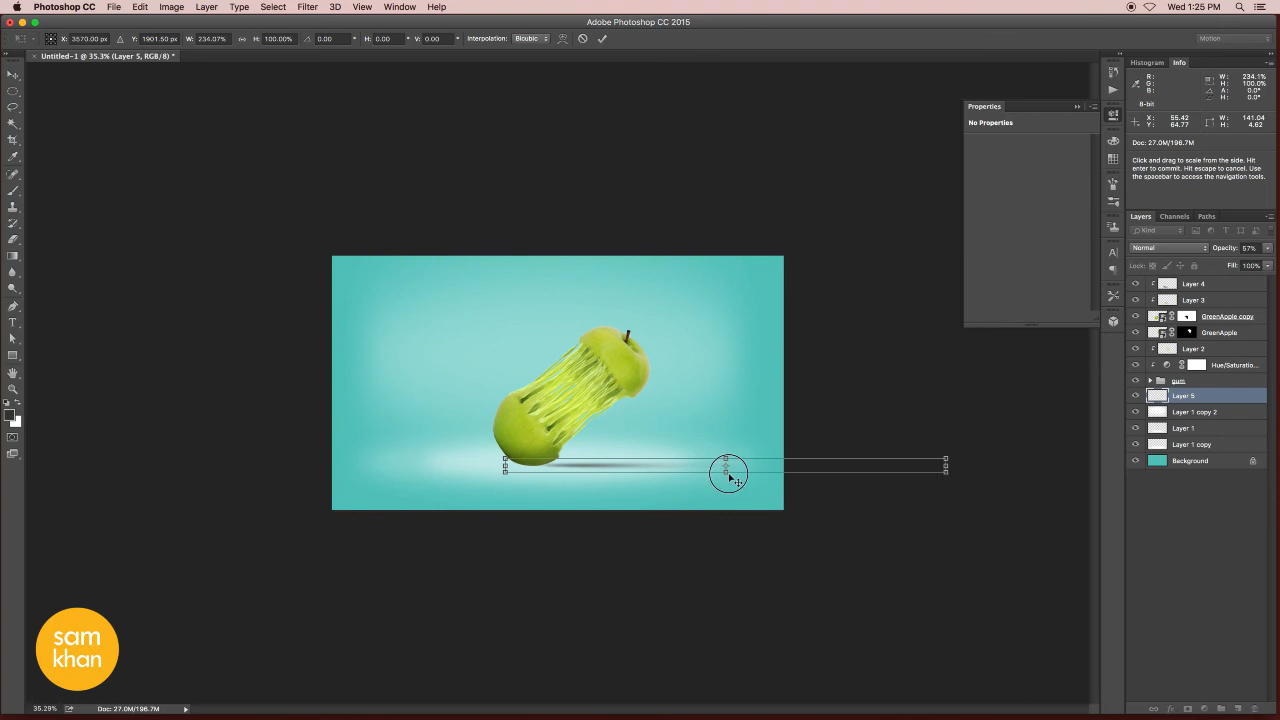 Photoshop CC File Edit Image Layer Type Select Filter 3D View Window Help Wed 1:25 PM
Adobe Photoshop CC 2015
X: 3570.00 px Y: 1901.50 px W: 234.07% H: 100.00% 0.00 ° H: 0.00 ° V: 0.00 ° Interpolation: Bicubic Motion
Untitled-1 @ 35.3% (Layer 5, RGB/8) *
Histogram Info
R: W: 234.1%
G: H: 100.0%
B: A: 0.0°
H: 0.0°
8-bit
X: 55.42 W: 141.04
Y: 64.77 H: 4.62
Doc: 27.0M/196.7M
Click and drag to scale from the side. Hit
enter to commit. Hit escape to cancel. Use
the spacebar to access the navigation tools.
Properties
No Properties
Layers Channels Paths
Kind
Normal Opacity: 57%
Lock: Fill: 100%
Layer 4
Layer 3
GreenApple copy
GreenApple
Layer 2
Hue/Saturatio...
gum
Layer 5
Layer 1 copy 2
Layer 1
Layer 1 copy
Background
sam
khan
35.29% Doc: 27.0M/196.7M